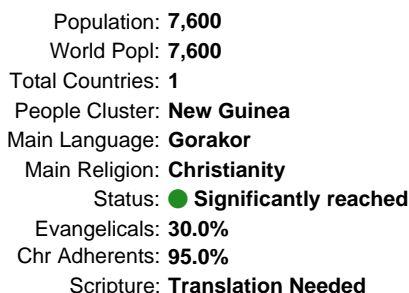 Population: 7,600
World Popl: 7,600
Total Countries: 1
People Cluster: New Guinea
Main Language: Gorakor
Main Religion: Christianity
Status: Significantly reached
Evangelicals: 30.0%
Chr Adherents: 95.0%
Scripture: Translation Needed